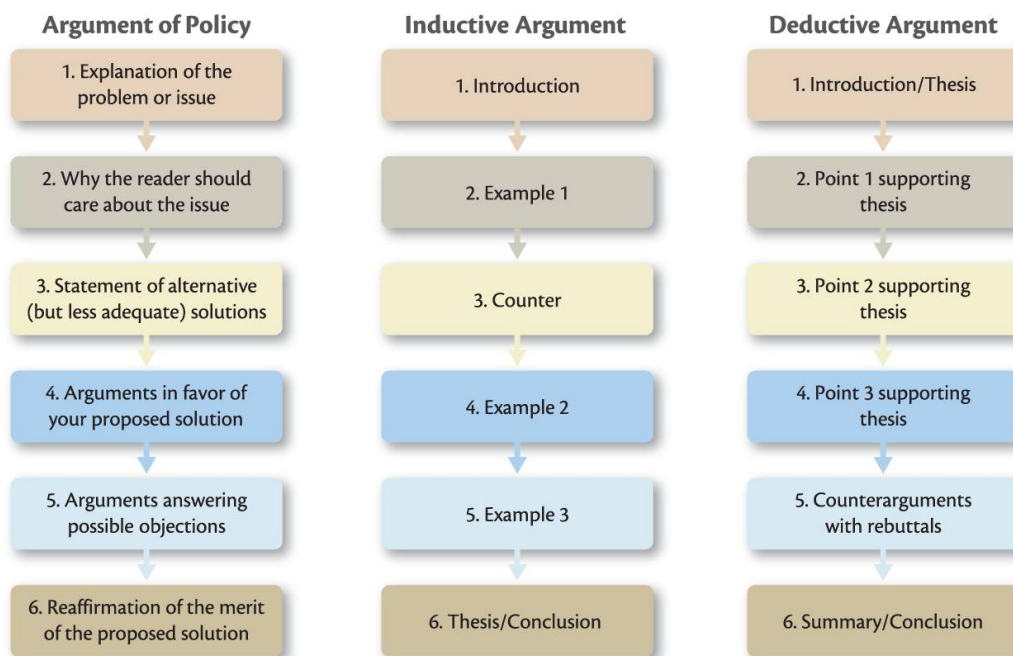 Argument of Policy
1. Explanation of the
problem or issue
2. Why the reader should
care about the issue
3. Statement of alternative
(but less adequate) solutions
4. Arguments in favor of
your proposed solution
5. Arguments answering
possible objections
6. Reaffirmation of the merit
of the proposed solution
Inductive Argument
1. Introduction
2. Example 1
3. Counter
4. Example 2
5. Example 3
6. Thesis/Conclusion
Deductive Argument
1. Introduction/Thesis
2. Point 1 supporting
thesis
3. Point 2 supporting
thesis
4. Point 3 supporting
thesis
5. Counterarguments
with rebuttals
6. Summary/Conclusion